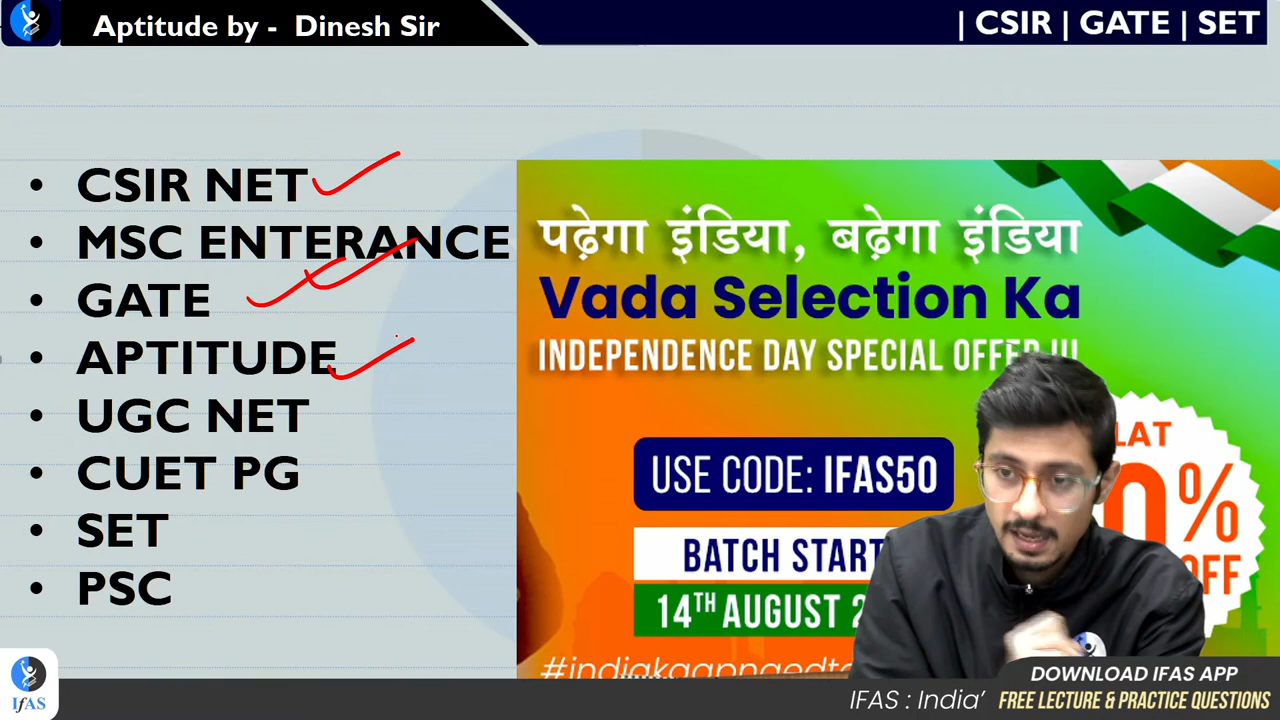 Aptitude by - Dinesh Sir
| CSIR | GATE | SET
• CSIR NET
• MSC ENTERANCE
• GATE
• APTITUDE
• UGC NET
• CUET PG
• SET
• PSC
पढ़ेगा इंडिया, बढ़ेगा इंडिया
Vada Selection Ka
INDEPENDENCE DAY SPECIAL OFFER !!!
USE CODE: IFAS50
BATCH START
14TH AUGUST 2
%
OFF
IFAS
DOWNLOAD IFAS APP
IFAS : India'
FREE LECTURE & PRACTICE QUESTIONS